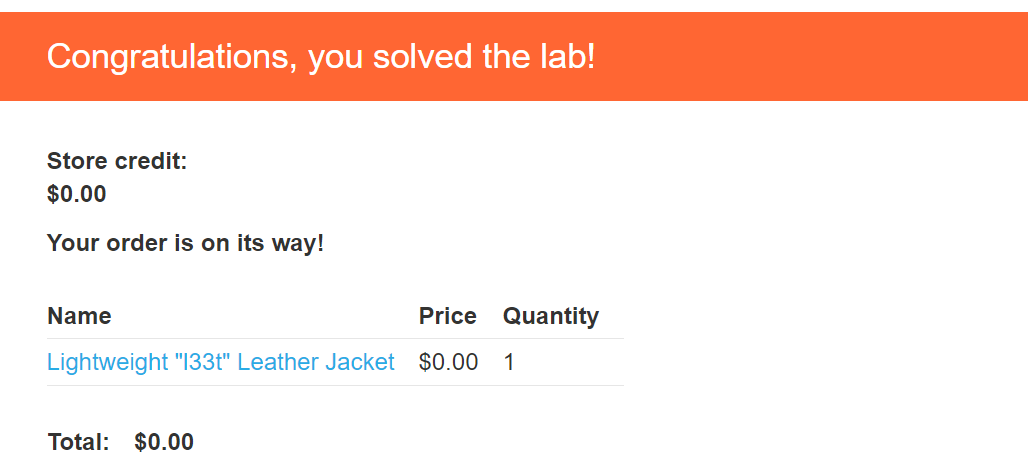 Congratulations, you solved the lab!
Store credit:
$0.00
Your order is on its way!
Name Price Quantity
Lightweight "l33t" Leather Jacket $0.00 1
Total: $0.00